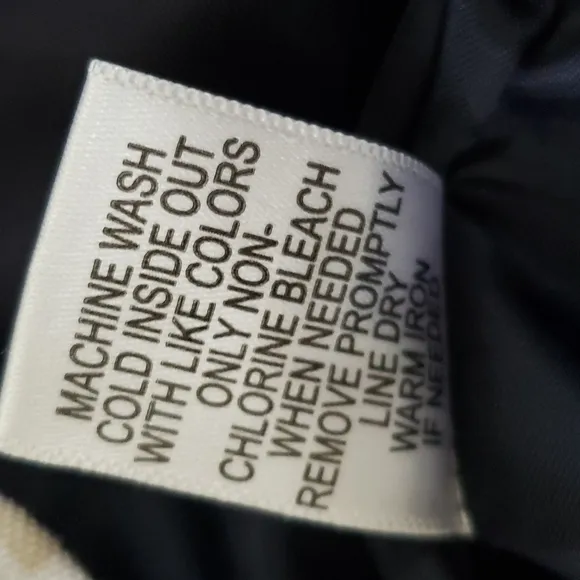 MACHINE WASH
COLD INSIDE OUT
WITH LIKE COLORS
ONLY NON-
CHLORINE BLEACH
WHEN NEEDED
REMOVE PROMPTLY
LINE DRY
WARM IRON
IF NEEDED